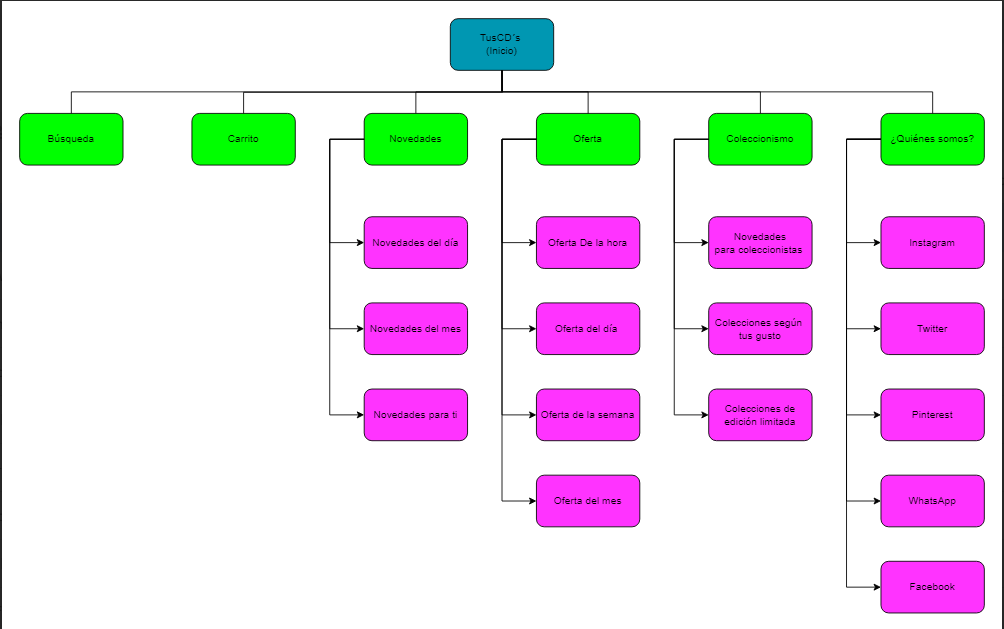 TusCD's
(Inicio)
Búsqueda
Carrito
Novedades
Oferta
Coleccionismo
¿Quiénes somos?
Novedades del día
Oferta De la hora
Novedades
para coleccionistas
Instagram
Novedades del mes
Oferta del día
Colecciones según
tus gusto
Twitter
Novedades para ti
Oferta de la semana
Colecciones de
edición limitada
Pinterest
Oferta del mes
WhatsApp
Facebook